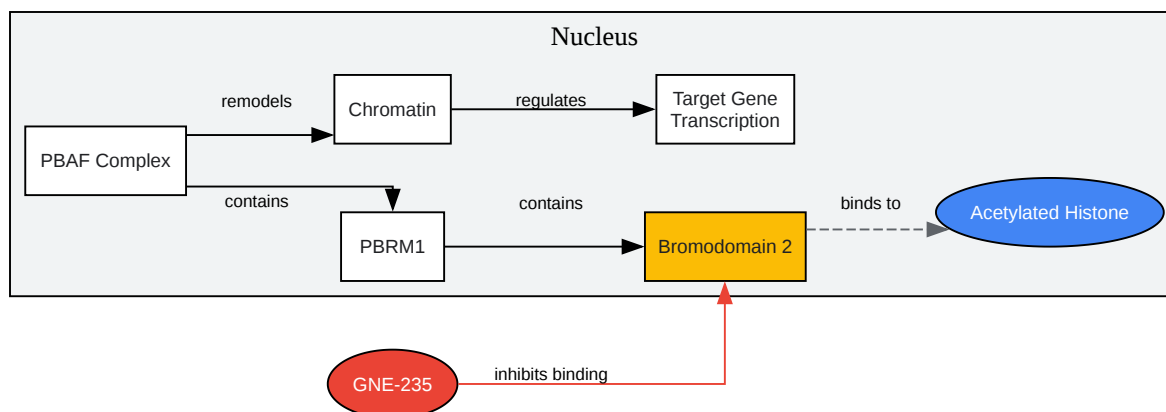 Nucleus
remodels
Chromatin
regulates
Target Gene
Transcription
PBAF Complex
contains
PBRM1
contains
Bromodomain 2
binds to
Acetylated Histone
GNE-235
inhibits binding